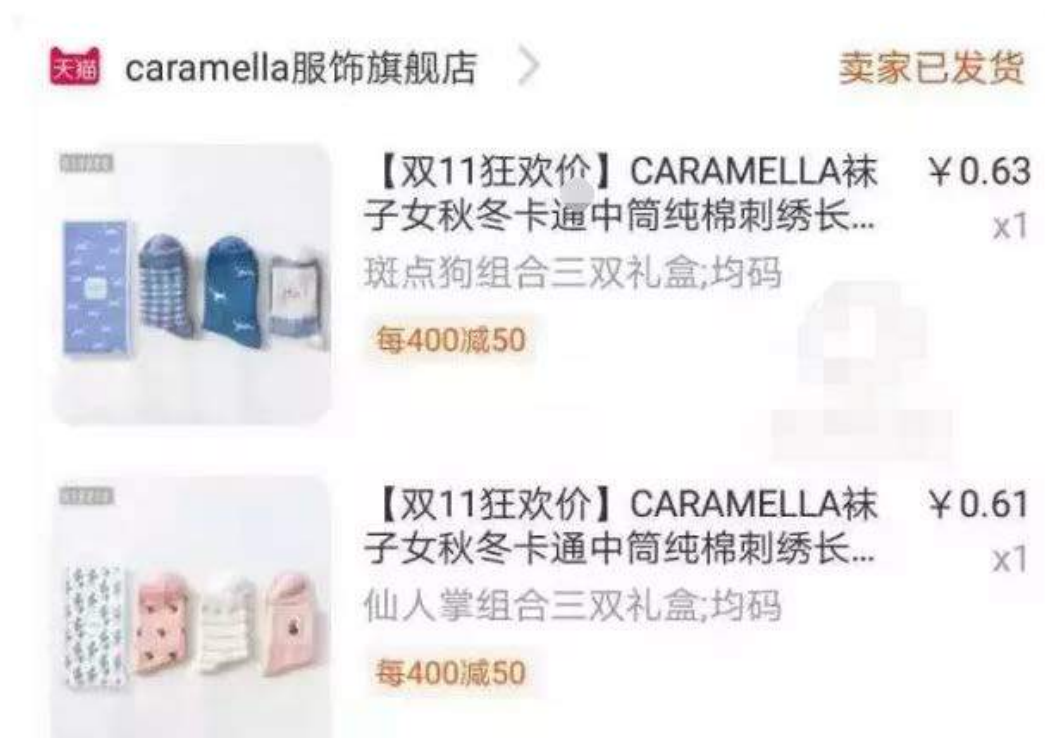 天猫 caramella服饰旗舰店 卖家已发货
【双11狂欢价】CARAMELLA袜 ￥0.63
子女秋冬卡通中筒纯棉刺绣长... x1
斑点狗组合三双礼盒;均码
每400减50
【双11狂欢价】CARAMELLA袜 ￥0.61
子女秋冬卡通中筒纯棉刺绣长... x1
仙人掌组合三双礼盒;均码
每400减50